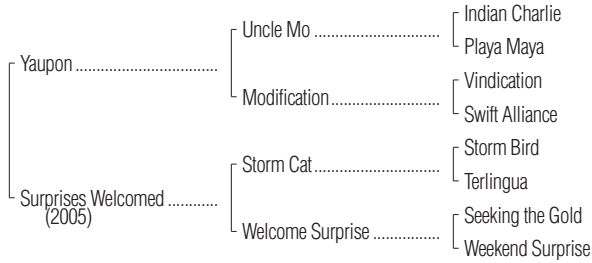 Indian Charlie
Uncle Mo ........................................
Playa Maya
Yaupon ..............................................
Vindication
Modification...................................
Swift Alliance
Storm Bird
Storm Cat........................................
Terlingua
Surprises Welcomed ................
(2005)
Seeking the Gold
Welcome Surprise .....................
Weekend Surprise